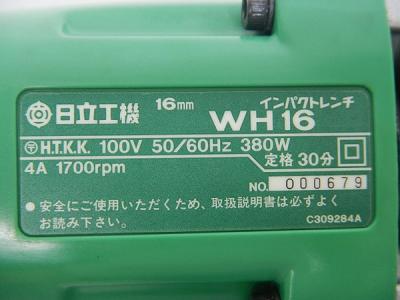 日立工機 16mm インパクトレンチ
WH16
〒H.T.K.K. 100V 50/60Hz 380W
4A 1700rpm 定格 30分
NO. 000679
●安全にご使用いただくため、取扱説明書は必ずよく
お読み下さい。
C309284A